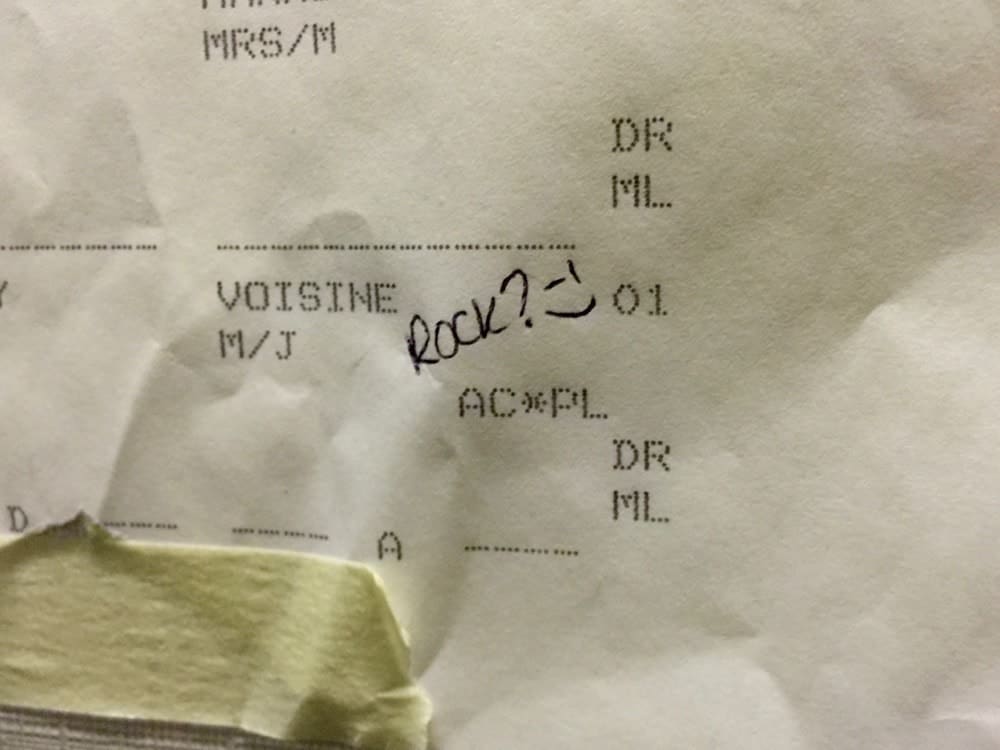 MRS/M
DR
ML
VOISINE ROCK? =) 01
M/J
AC*PL
DR
ML
D A